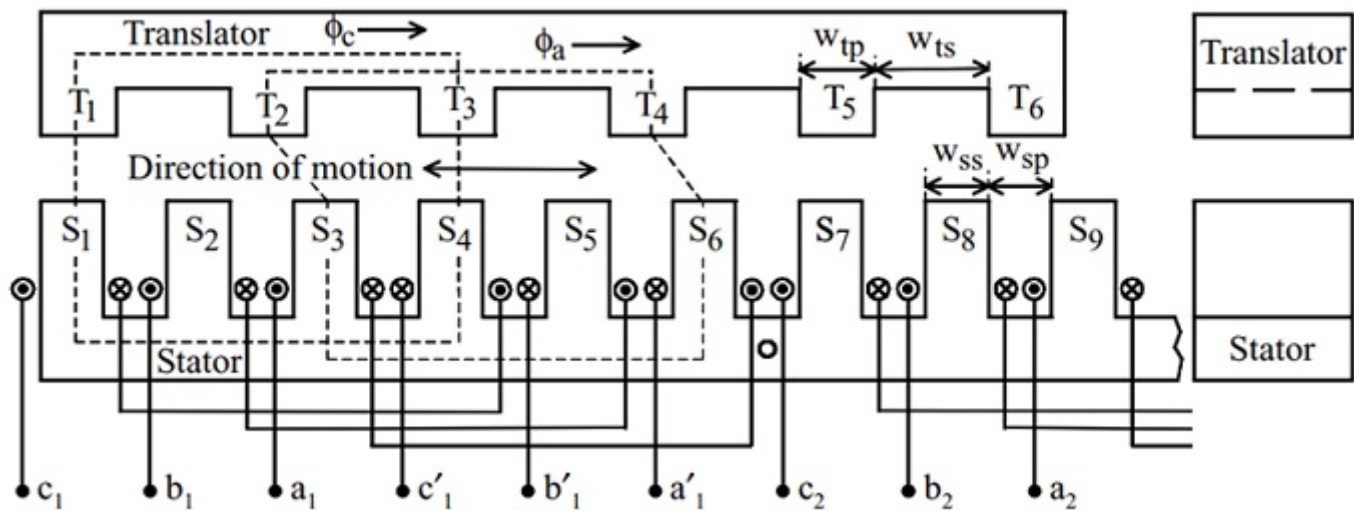 Translator ϕc ϕa wtp wts Translator
T1 T2 T3 T4 T5 T6
Direction of motion wss wsp
S1 S2 S3 S4 S5 S6 S7 S8 S9
Stator Stator
c1 b1 a1 c′1 b′1 a′1 c2 b2 a2